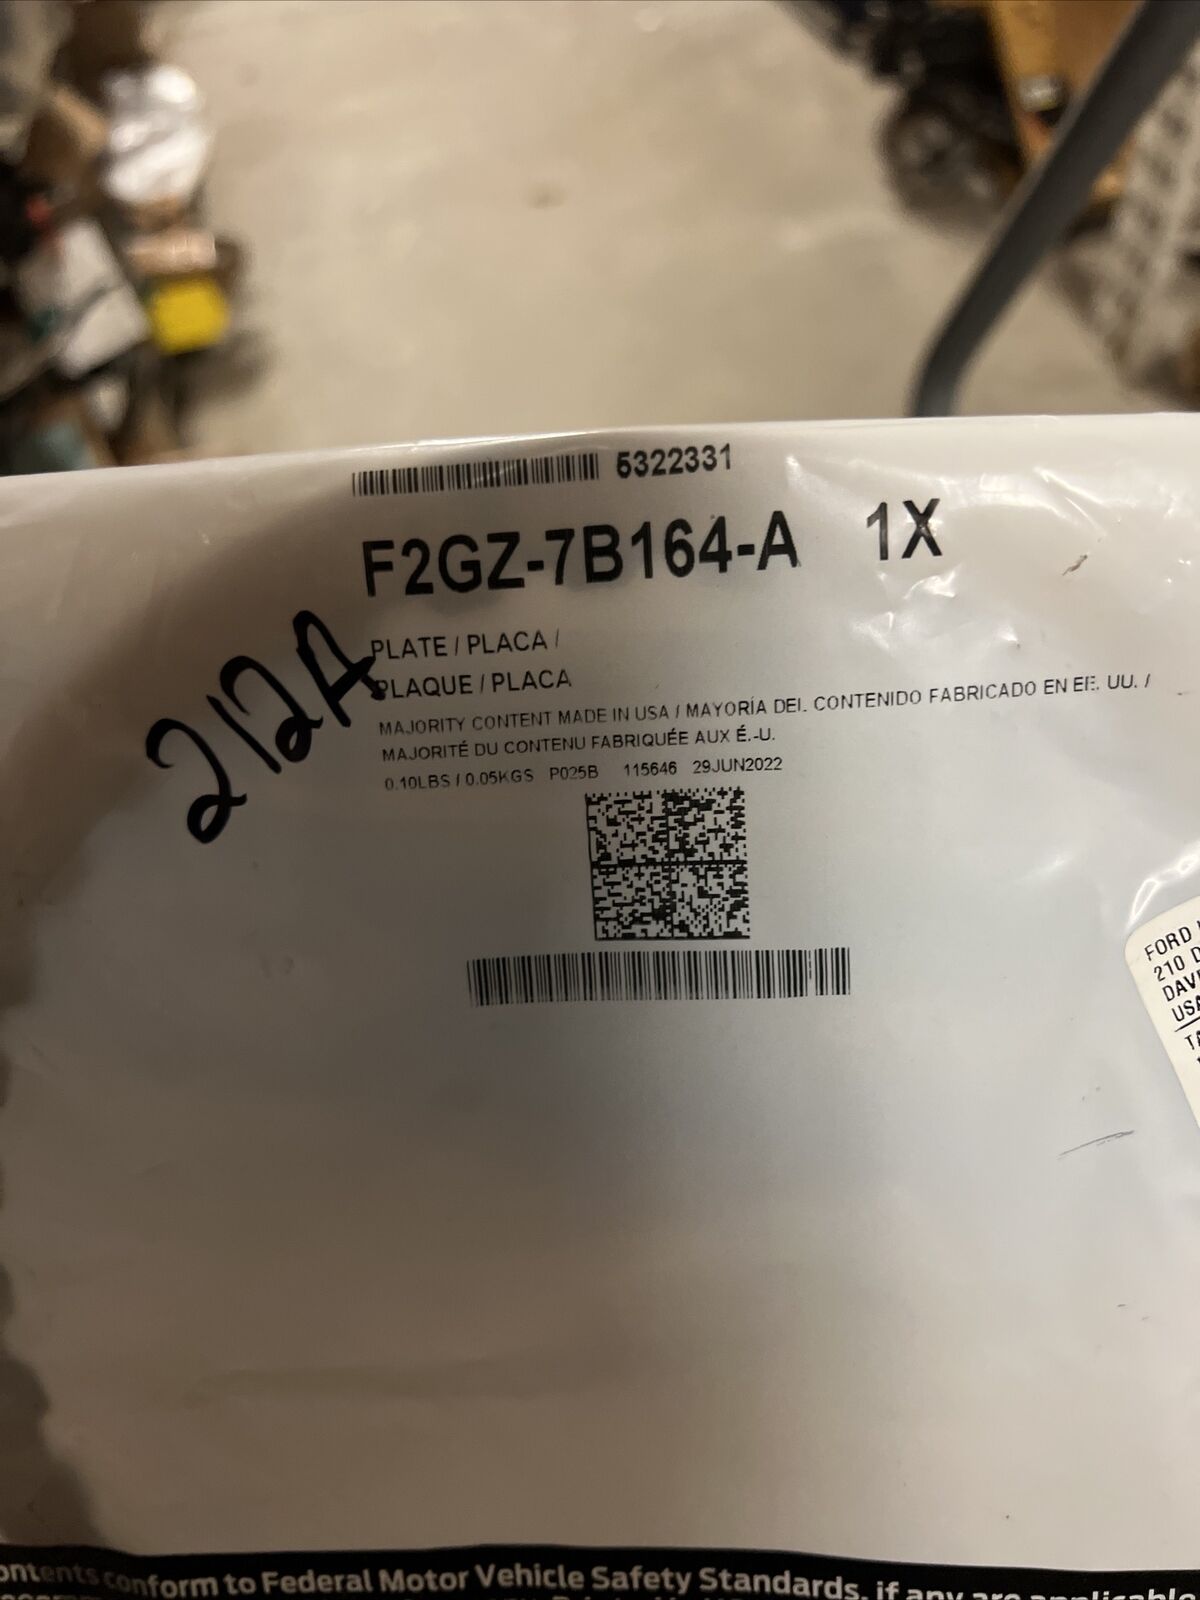 5322331
F2GZ-7B164-A 1X
212A
PLATE / PLACA /
PLAQUE / PLACA
MAJORITY CONTENT MADE IN USA / MAYORÍA DEL CONTENIDO FABRICADO EN EE. UU. /
MAJORITÉ DU CONTENU FABRIQUÉE AUX É.-U.
0.10LBS / 0.05KGS P025B 115646 29JUN2022
FORD
210
USA
conform to Federal Motor Vehicle Safety Standards, if any are applicable